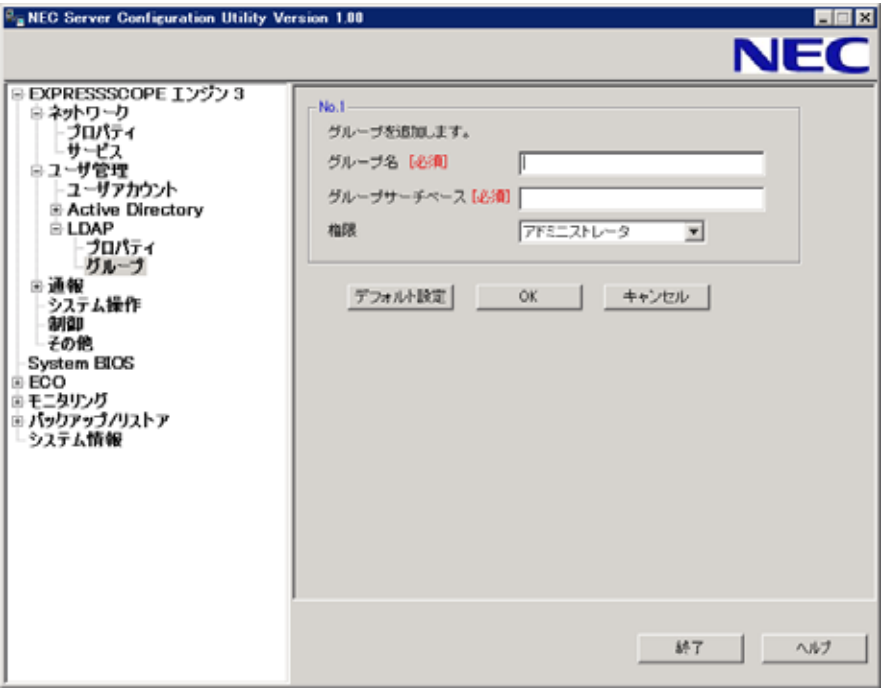 NEC Server Configuration Utility Version 1.00
NEC
EXPRESSSCOPE エンジン 3
ネットワーク
プロパティ
サービス
ユーザ管理
ユーザアカウント
Active Directory
LDAP
プロパティ
グループ
通報
システム操作
制御
その他
System BIOS
ECO
モニタリング
バックアップ/リストア
システム情報
No.1
グループを追加します。
グループ名 [必須]
グループサーチベース [必須]
権限 アドミニストレータ
デフォルト設定 OK キャンセル
終了 ヘルプ